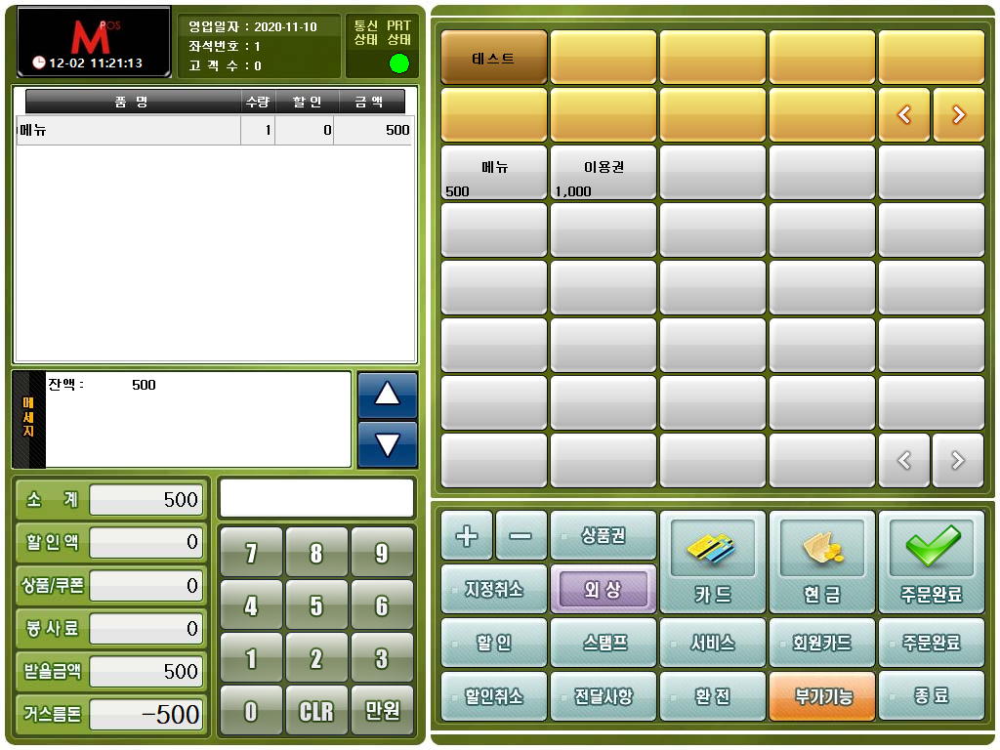 MPOS
12-02 11:21:13
영업일자 : 2020-11-10
좌석번호 : 1
고 객 수 : 0
통신 PRT
상태 상태
품 명 수량 할 인 금 액
메뉴 1 0 500
잔액 : 500
메세지
소 계 500
할 인 액 0
상품/쿠폰 0
봉 사 료 0
받을금액 500
거스름돈 -500
7 8 9
4 5 6
1 2 3
0 CLR 만원
테스트
< >
메뉴 이용권
500 1,000
< >
+ - 상품권
카 드 현 금 주문완료
지정취소 외 상
할 인 스탬프 서비스 회원카드 주문완료
할인취소 전달사항 환 전 부가기능 종 료